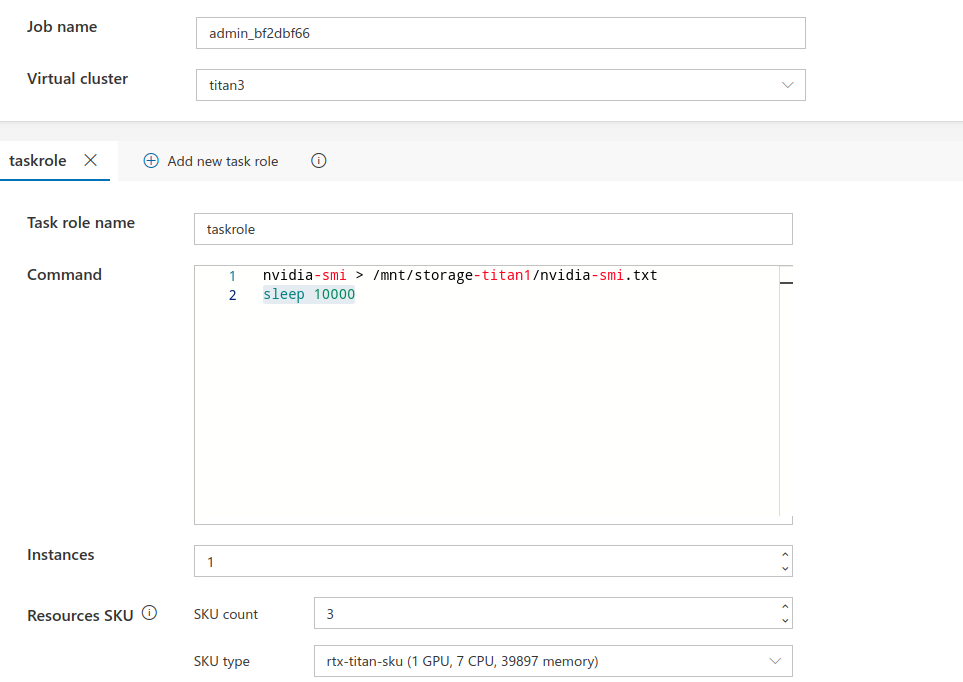 Job name
admin_bf2dbf66
Virtual cluster
titan3
taskrole
Add new task role
Task role name
taskrole
Command
1 nvidia-smi > /mnt/storage-titan1/nvidia-smi.txt
2 sleep 10000
Instances
1
Resources SKU
SKU count
3
SKU type
rtx-titan-sku (1 GPU, 7 CPU, 39897 memory)